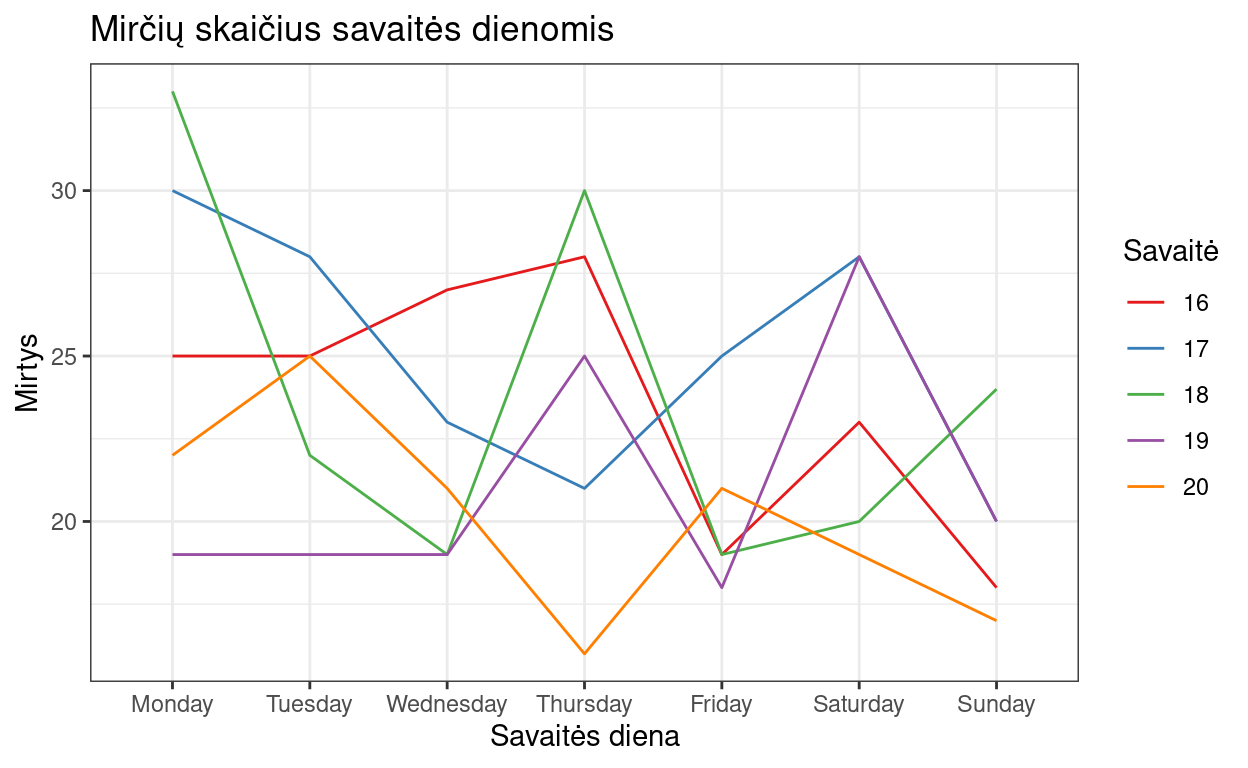 Mirčių skaičius savaitės dienomis
30
25
20
Mirtys
Monday Tuesday Wednesday Thursday Friday Saturday Sunday
Savaitės diena
Savaitė
16
17
18
19
20